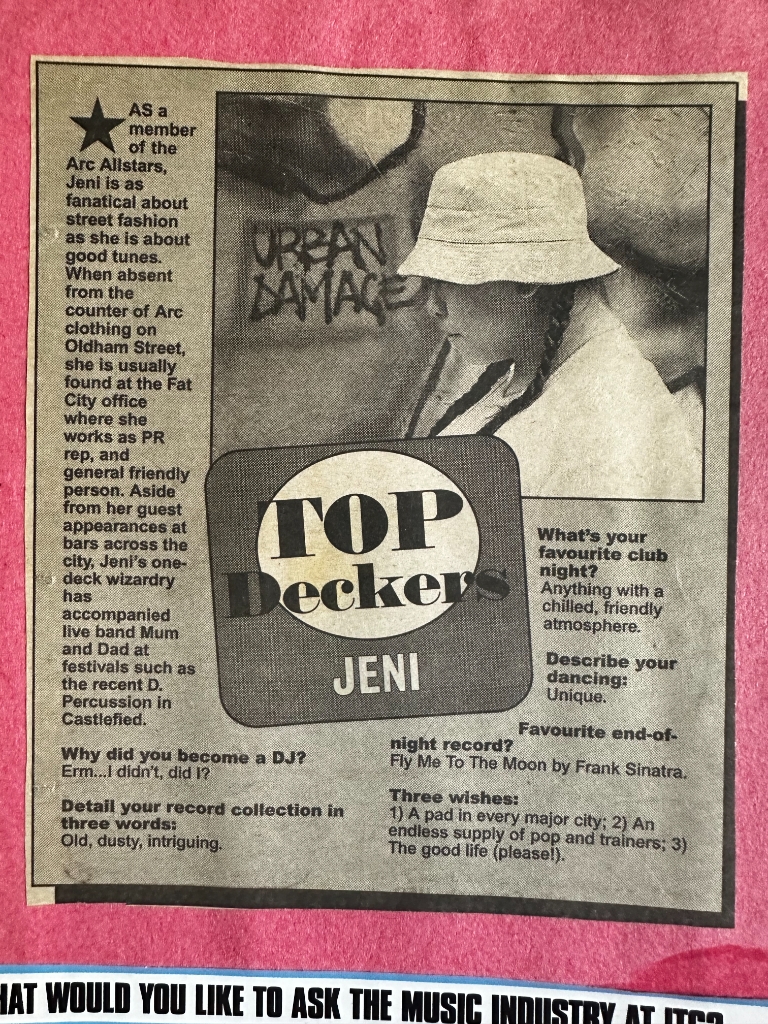 AS a
member
of the
Arc Allstars,
Jeni is as
fanatical about
street fashion
as she is about
good tunes.
When absent
from the
counter of Arc
clothing on
Oldham Street,
she is usually
found at the Fat
City office
where she
works as PR
rep, and
general friendly
person. Aside
from her guest
appearances at
bars across the
city, Jeni's one-
deck wizardry
has
accompanied
live band Mum
and Dad at
festivals such as
the recent D.
Percussion in
Castlefied.
URBAN
DAMAGE
TOP
Deckers
JENI
Why did you become a DJ?
Erm...I didn't, did I?
Detail your record collection in
three words:
Old, dusty, intriguing.
What's your
favourite club
night?
Anything with a
chilled, friendly
atmosphere.
Describe your
dancing:
Unique.
Favourite end-of-
night record?
Fly Me To The Moon by Frank Sinatra.
Three wishes:
1) A pad in every major city; 2) An
endless supply of pop and trainers; 3)
The good life (please!).
WOULD YOU LIKE TO ASK THE MUSIC INDUSTRY AT